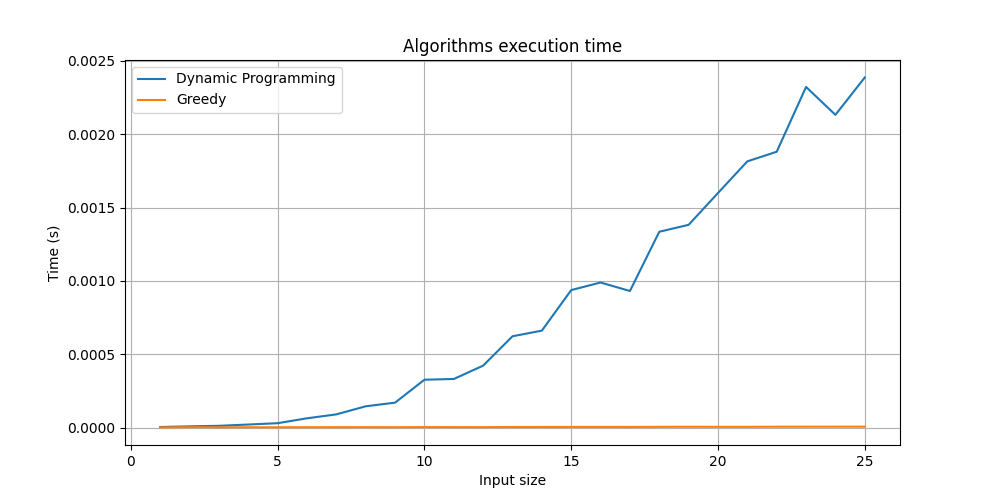 Algorithms execution time
Dynamic Programming
Greedy
0.0025
0.0020
0.0015
0.0010
0.0005
0.0000
Time (s)
0 5 10 15 20 25
Input size